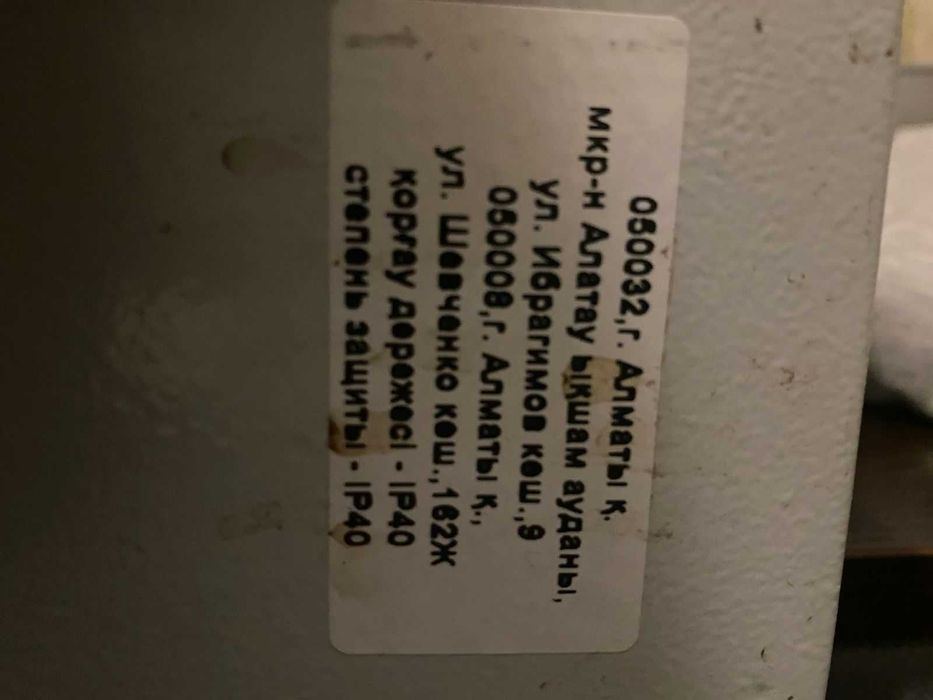 050032,г. Алматы қ.
мкр-н Алатау ықшам ауданы,
ул. Ибрагимов көш.,9
050008,г. Алматы қ.,
ул. Шевченко көш.,162Ж
қорғау дәрежесі - IP40
степень защиты - IP40